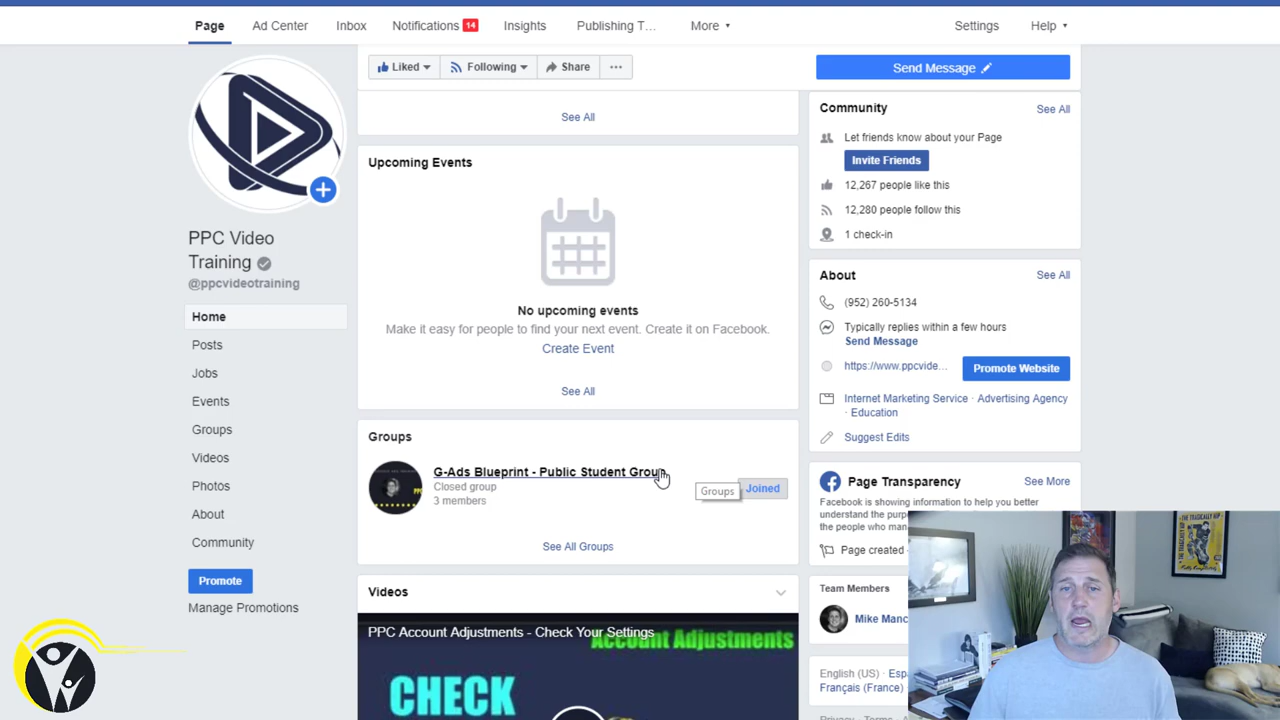 Page
Ad Center
Inbox
Notifications 14
Insights
Publishing T...
More
Settings
Help
Liked
Following
Share
...
Send Message
PPC Video
Training
@ppcvideotraining
Home
Posts
Jobs
Events
Groups
Videos
Photos
About
Community
Promote
Manage Promotions
See All
Upcoming Events
No upcoming events
Make it easy for people to find your next event. Create it on Facebook.
Create Event
See All
Groups
G-Ads Blueprint - Public Student Group
Closed group
3 members
Groups
Joined
See All Groups
Videos
PPC Account Adjustments - Check Your Settings
Account Adjustments
CHECK
Community
See All
Let friends know about your Page
Invite Friends
12,267 people like this
12,280 people follow this
1 check-in
About
See All
(952) 260-5134
Typically replies within a few hours
Send Message
https://www.ppcvide...
Promote Website
Internet Marketing Service · Advertising Agency
· Education
Suggest Edits
Page Transparency
See More
Facebook is showing information to help you better
understand the purp
the people who man
Page created -
Team Members
Mike Manc
English (US) · Espa
Français (France)
Privacy · Terms
THE TRAGICALLY HIP